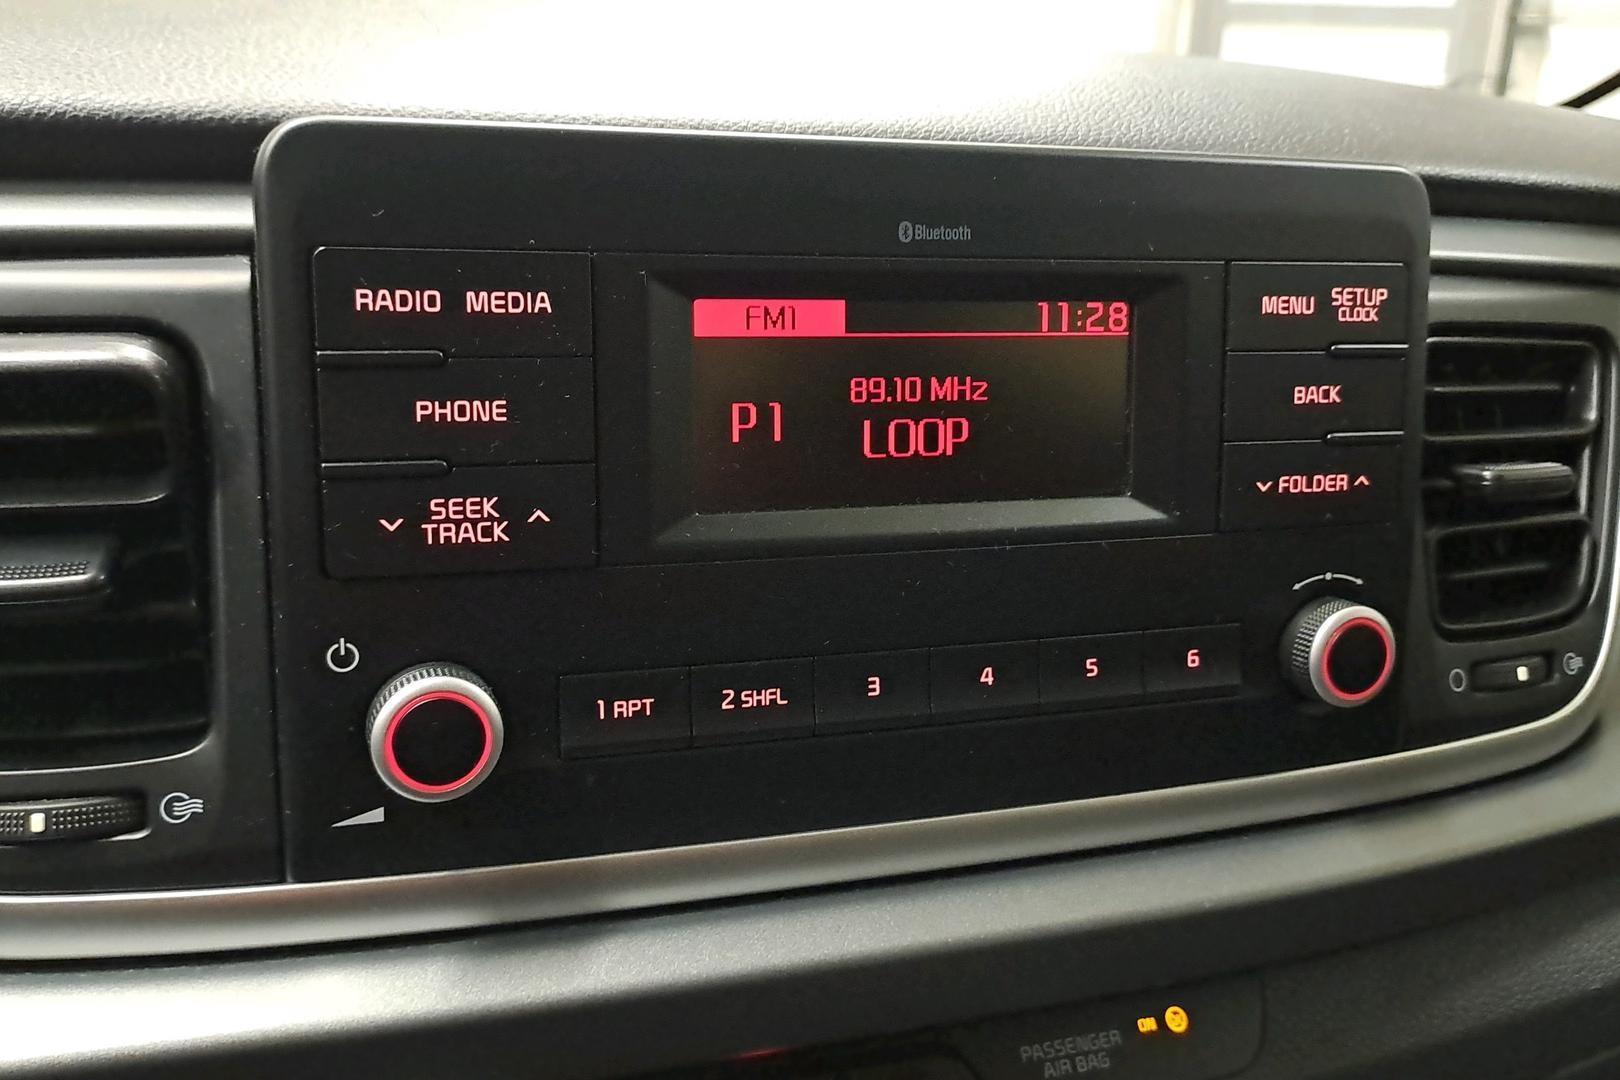 Bluetooth
RADIO MEDIA
FM1 11:28
MENU SETUP
CLOCK
89.10 MHz
P1 LOOP
PHONE
BACK
SEEK
TRACK
FOLDER
1 RPT 2 SHFL 3 4 5 6
ON
PASSENGER
AIR BAG